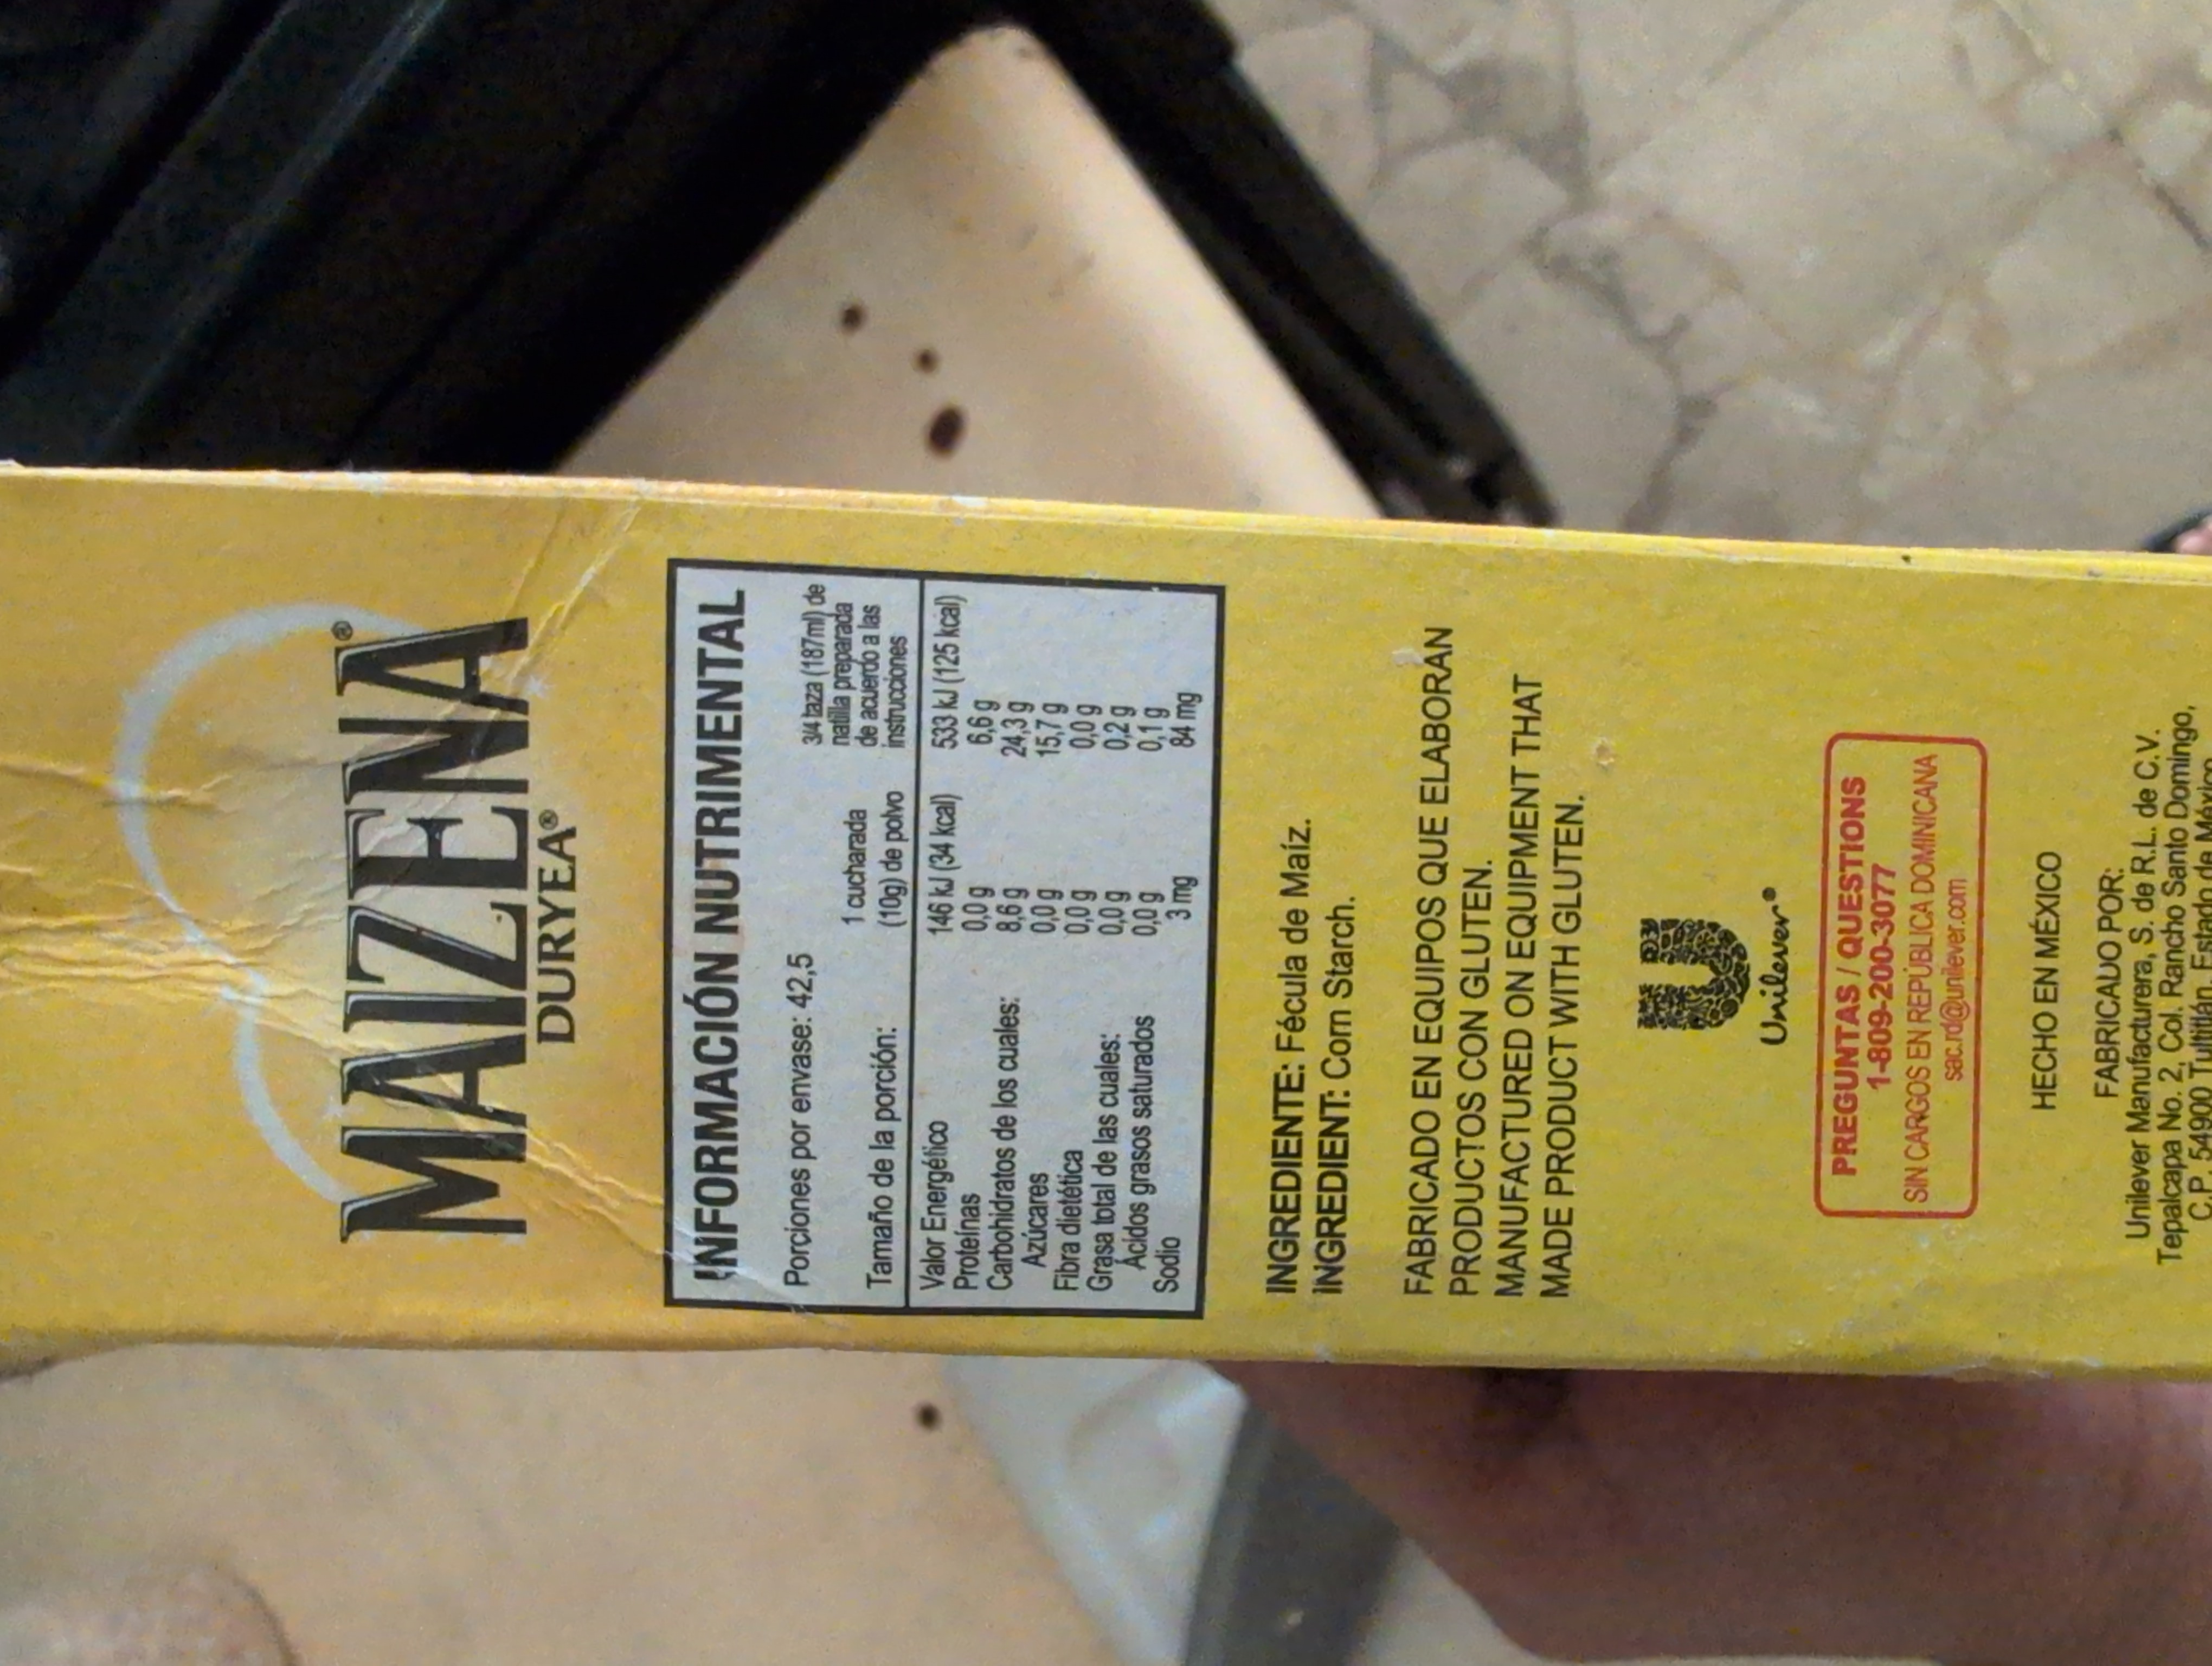 MAIZENA®
DURYEA®
INFORMACIÓN NUTRIMENTAL
Porciones por envase: 42,5
Tamaño de la porción:
1 cucharada
(10g) de polvo
3/4 taza (187ml) de
natilla preparada
de acuerdo a las
instrucciones
Valor Energético 146 kJ (34 kcal) 533 kJ (125 kcal)
Proteínas 0,0 g 6,6 g
Carbohidratos de los cuales: 8,6 g 24,3 g
Azúcares 0,0 g 15,7 g
Fibra dietética 0,0 g 0,0 g
Grasa total de las cuales: 0,0 g 0,2 g
Ácidos grasos saturados 0,0 g 0,1 g
Sodio 3 mg 84 mg
INGREDIENTE: Fécula de Maíz.
INGREDIENT: Corn Starch.
FABRICADO EN EQUIPOS QUE ELABORAN
PRODUCTOS CON GLUTEN.
MANUFACTURED ON EQUIPMENT THAT
MADE PRODUCT WITH GLUTEN.
Unilever®
PREGUNTAS / QUESTIONS
1-809-200-3077
SIN CARGOS EN REPÚBLICA DOMINICANA
sac.rd@unilever.com
HECHO EN MÉXICO
FABRICADO POR:
Unilever Manufacturera, S. de R.L. de C.V.
Tepalcapa No. 2, Col. Rancho Santo Domingo,
C.P. 54900 Tultitlán, Estado de México